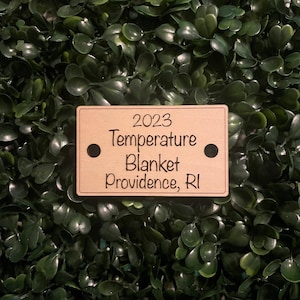 2023
Temperature
Blanket
Providence, RI